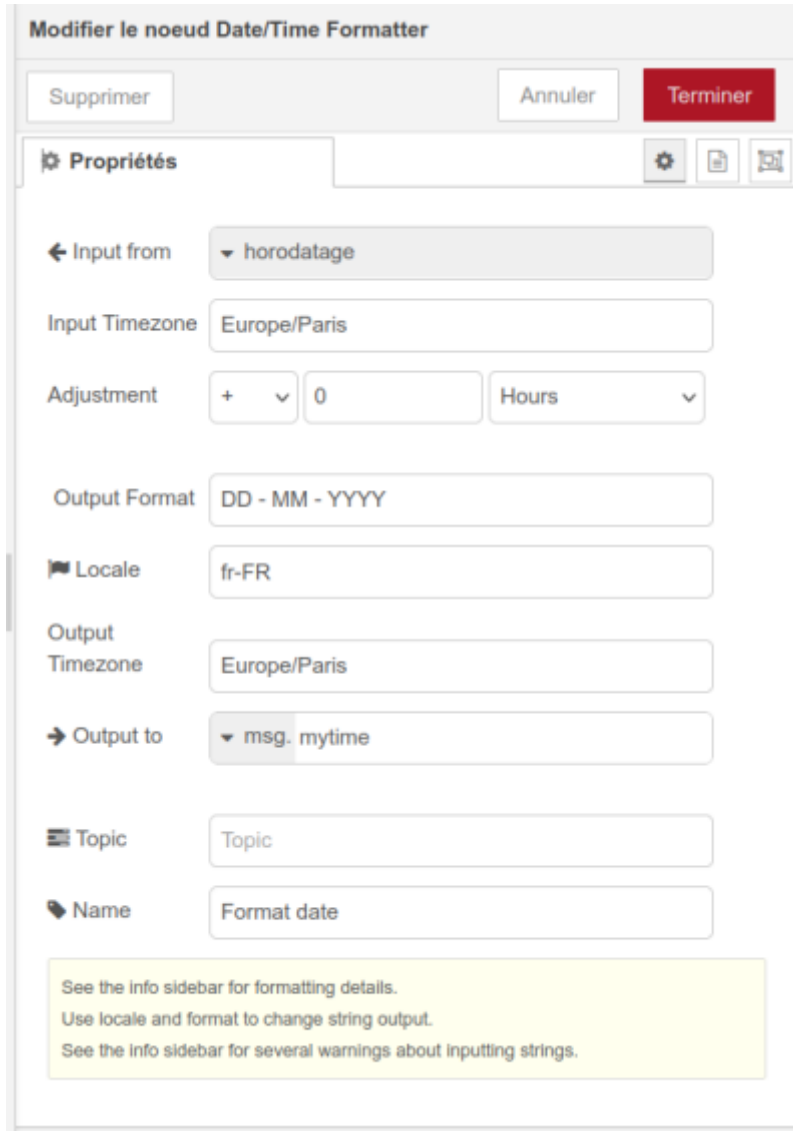 Modifier le noeud Date/Time Formatter
Supprimer
Annuler
Terminer
Propriétés
Input from
horodatage
Input Timezone
Europe/Paris
Adjustment
+
0
Hours
Output Format
DD - MM - YYYY
Locale
fr-FR
Output
Timezone
Europe/Paris
Output to
msg. mytime
Topic
Topic
Name
Format date
See the info sidebar for formatting details.
Use locale and format to change string output.
See the info sidebar for several warnings about inputting strings.